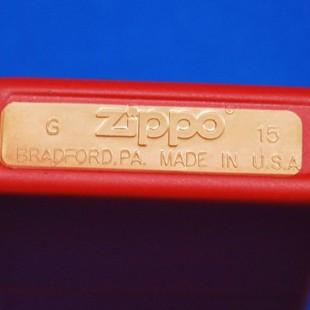 G Zippo® 15
BRADFORD, PA. MADE IN U.S.A